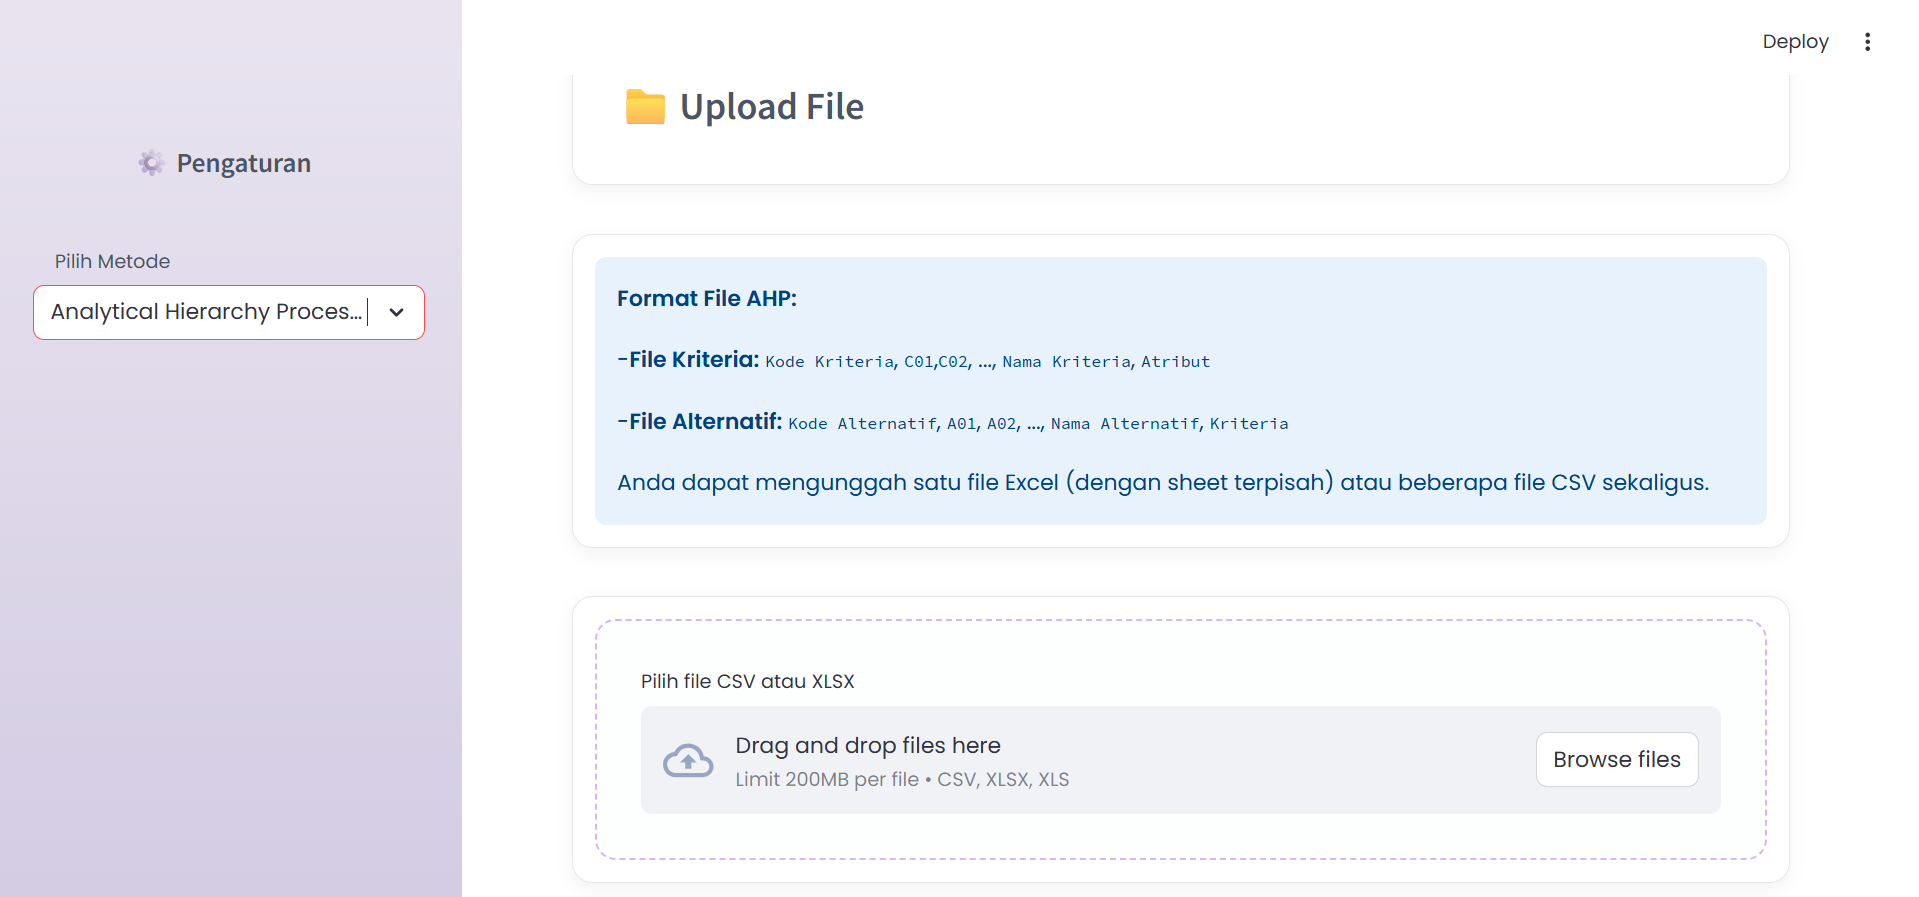 Deploy
Upload File
Pengaturan
Pilih Metode
Analytical Hierarchy Proces...
Format File AHP:
-File Kriteria: Kode Kriteria, C01,C02, ..., Nama Kriteria, Atribut
-File Alternatif: Kode Alternatif, A01, A02, ..., Nama Alternatif, Kriteria
Anda dapat mengunggah satu file Excel (dengan sheet terpisah) atau beberapa file CSV sekaligus.
Pilih file CSV atau XLSX
Drag and drop files here
Limit 200MB per file • CSV, XLSX, XLS
Browse files